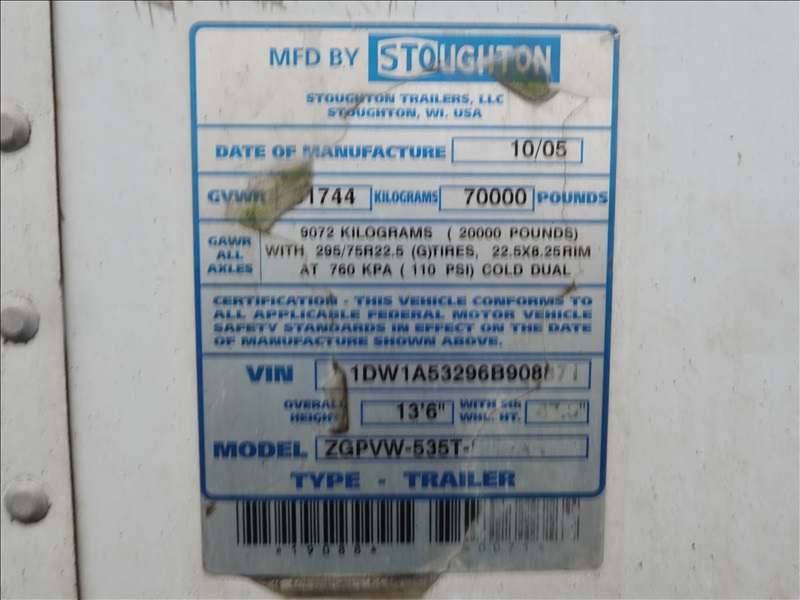 MFD BY STOUGHTON
STOUGHTON TRAILERS, LLC
STOUGHTON, WI. USA
DATE OF MANUFACTURE 10/05
GVWR KILOGRAMS 70000 POUNDS
GAWR ALL AXLES
9072 KILOGRAMS ( 20000 POUNDS)
WITH 295/75R22.5 (G)TIRES, 22.5X8.25RIM
AT 760 KPA ( 110 PSI) COLD DUAL
CERTIFICATION - THIS VEHICLE CONFORMS TO
ALL APPLICABLE FEDERAL MOTOR VEHICLE
SAFETY STANDARDS IN EFFECT ON THE DATE
OF MANUFACTURE SHOWN ABOVE.
VIN
OVERALL HEIGHT 13'6" WITH WHL. HT.
MODEL
TYPE - TRAILER